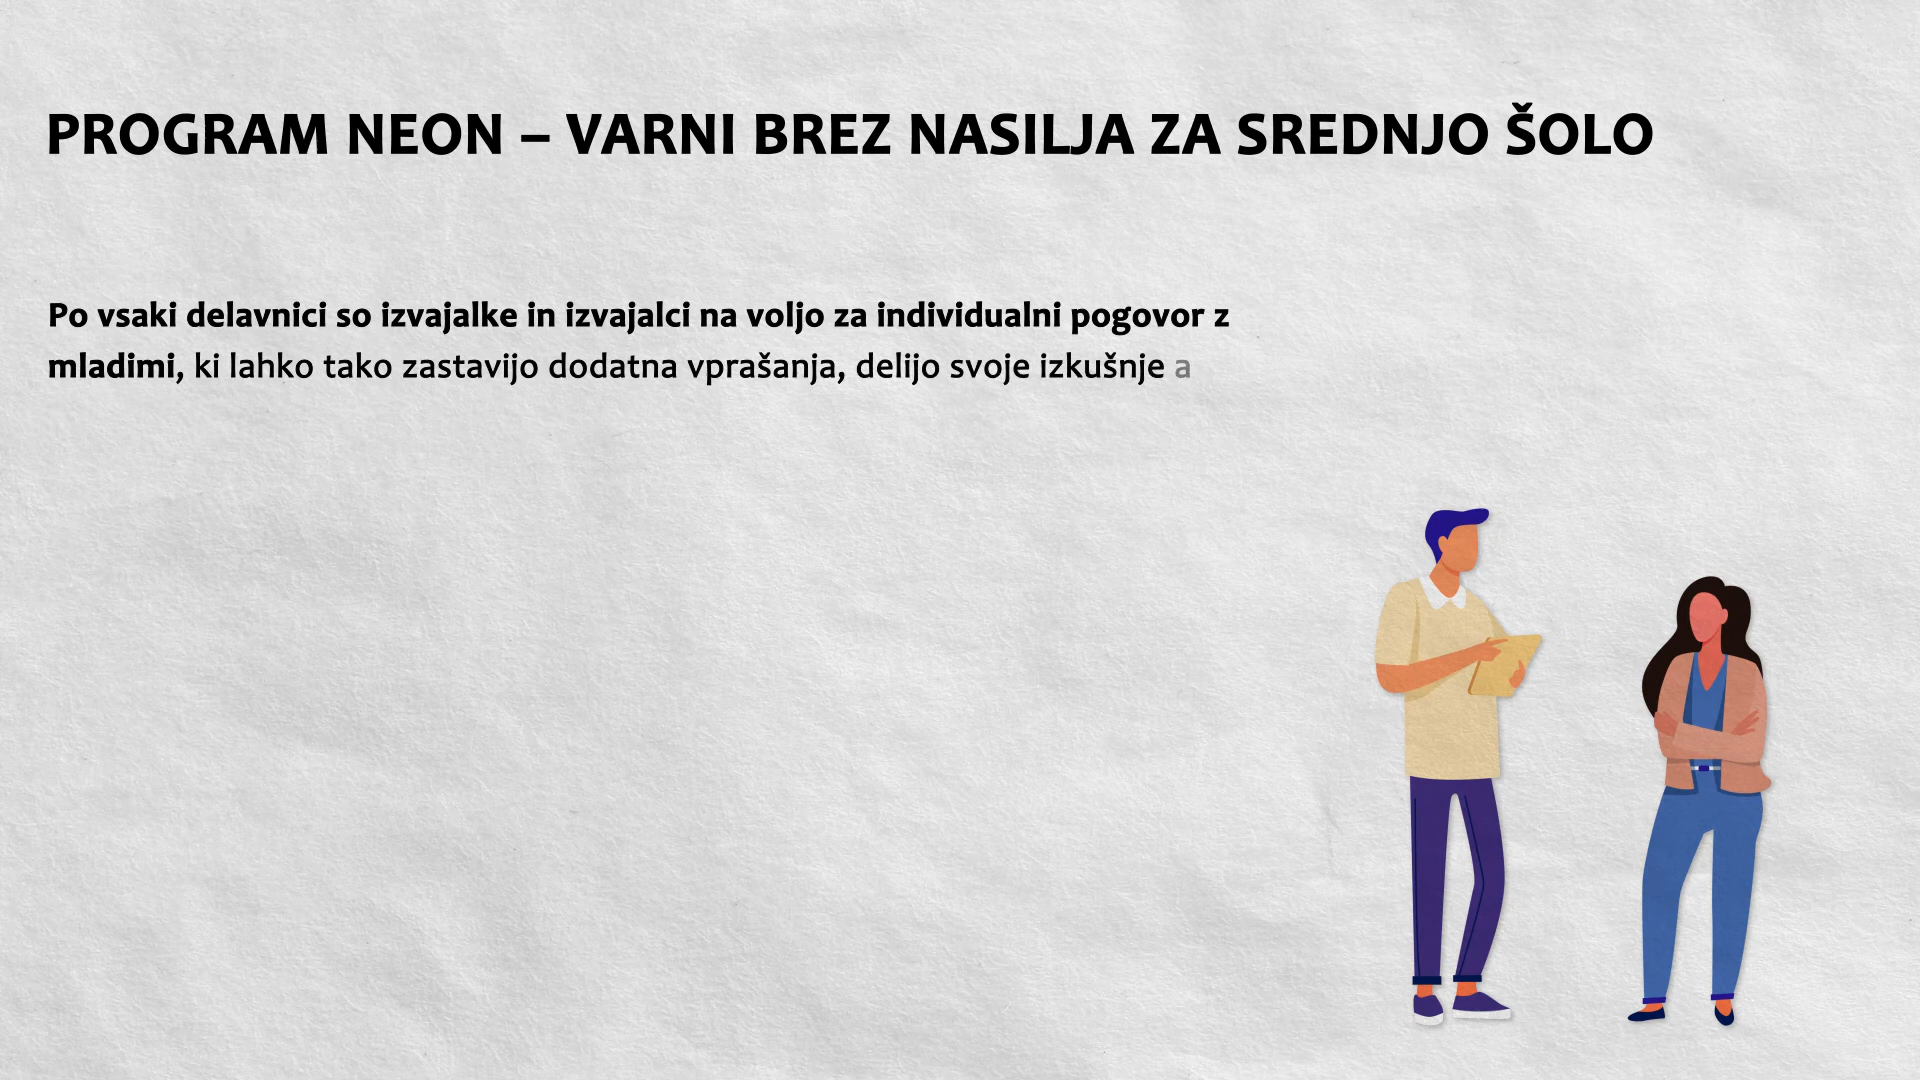 PROGRAM NEON – VARNI BREZ NASILJA ZA SREDNJO ŠOLO
Po vsaki delavnici so izvajalke in izvajalci na voljo za individualni pogovor z
mladimi, ki lahko tako zastavijo dodatna vprašanja, delijo svoje izkušnje a